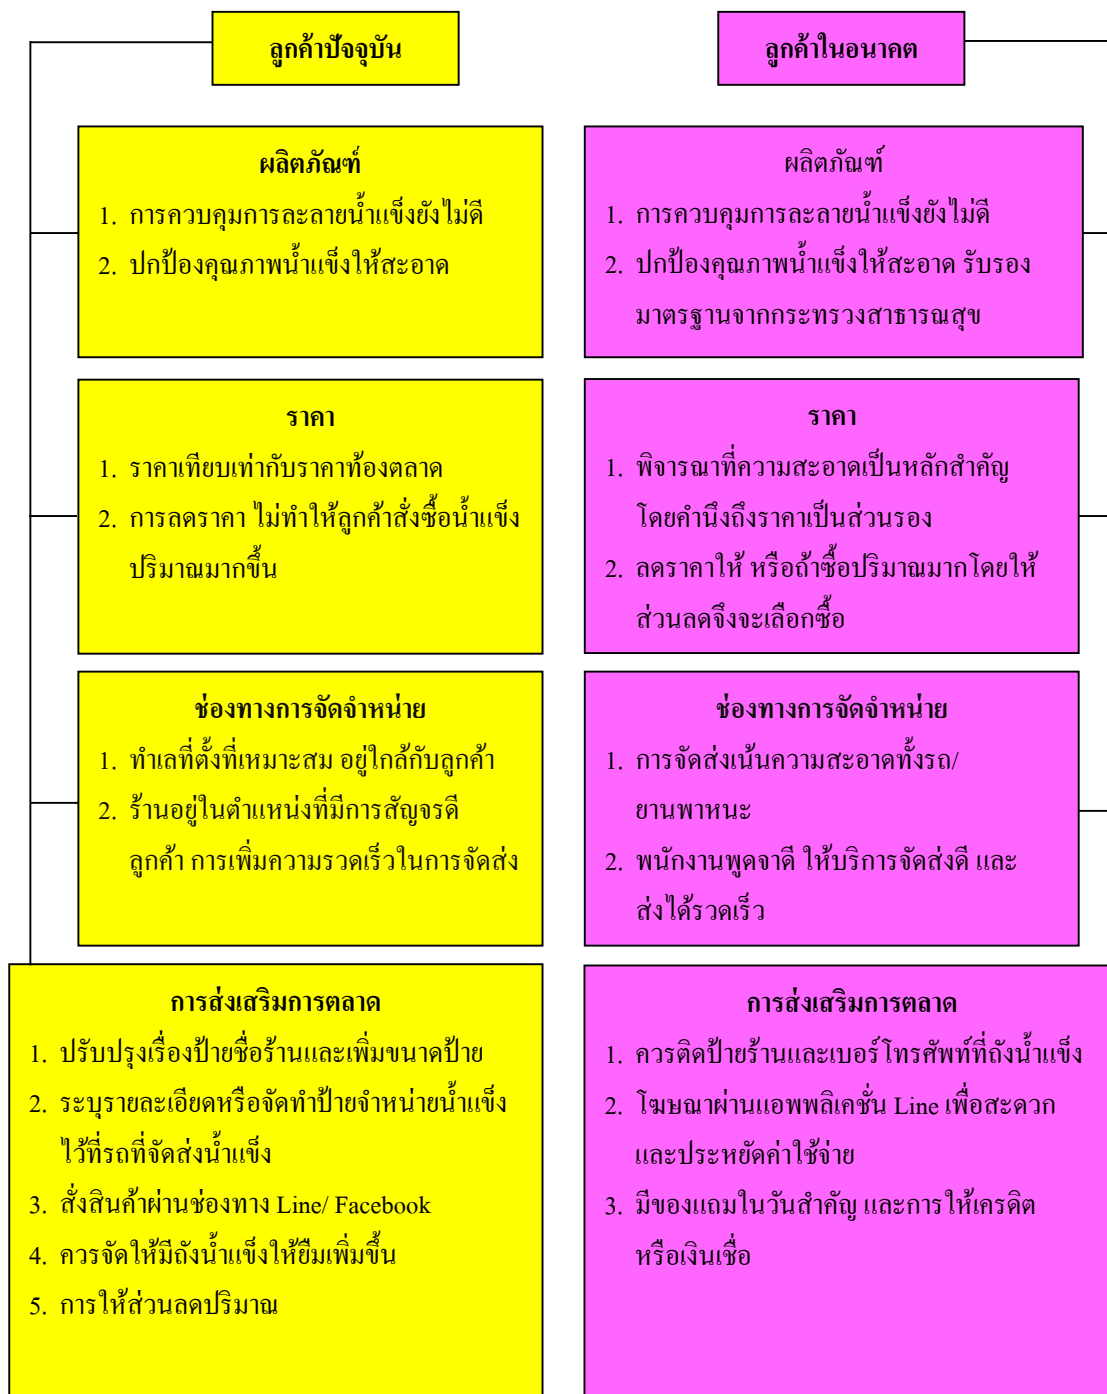 ลูกค้าปัจจุบัน
ผลิตภัณฑ์
1. การควบคุมการละลายน้ำแข็งยังไม่ดี
2. ปกป้องคุณภาพน้ำแข็งให้สะอาด
ราคา
1. ราคาเทียบเท่ากับราคาท้องตลาด
2. การลดราคา ไม่ทำให้ลูกค้าสั่งซื้อน้ำแข็ง
ปริมาณมากขึ้น
ช่องทางการจัดจำหน่าย
1. ทำเลที่ตั้งที่เหมาะสม อยู่ใกล้กับลูกค้า
2. ร้านอยู่ในตำแหน่งที่มีการสัญจรดี
ลูกค้า การเพิ่มความรวดเร็วในการจัดส่ง
การส่งเสริมการตลาด
1. ปรับปรุงเรื่องป้ายชื่อร้านและเพิ่มขนาดป้าย
2. ระบุรายละเอียดหรือจัดทำป้ายจำหน่ายน้ำแข็ง
ไว้ที่รถที่จัดส่งน้ำแข็ง
3. สั่งสินค้าผ่านช่องทาง Line/ Facebook
4. ควรจัดให้มีถังน้ำแข็งให้ยืมเพิ่มขึ้น
5. การให้ส่วนลดปริมาณ
ลูกค้าในอนาคต
ผลิตภัณฑ์
1. การควบคุมการละลายน้ำแข็งยังไม่ดี
2. ปกป้องคุณภาพน้ำแข็งให้สะอาด รับรอง
มาตรฐานจากกระทรวงสาธารณสุข
ราคา
1. พิจารณาที่ความสะอาดเป็นหลักสำคัญ
โดยคำนึงถึงราคาเป็นส่วนรอง
2. ลดราคาให้ หรือถ้าซื้อปริมาณมากโดยให้
ส่วนลดจึงจะเลือกซื้อ
ช่องทางการจัดจำหน่าย
1. การจัดส่งเน้นความสะอาดทั้งรถ/
ยานพาหนะ
2. พนักงานพูดจาดี ให้บริการจัดส่งดี และ
ส่งได้รวดเร็ว
การส่งเสริมการตลาด
1. ควรติดป้ายร้านและเบอร์โทรศัพท์ที่ถังน้ำแข็ง
2. โฆษณาผ่านแอพพลิเคชั่น Line เพื่อสะดวก
และประหยัดค่าใช้จ่าย
3. มีของแถมในวันสำคัญ และการให้เครดิต
หรือเงินเชื่อ